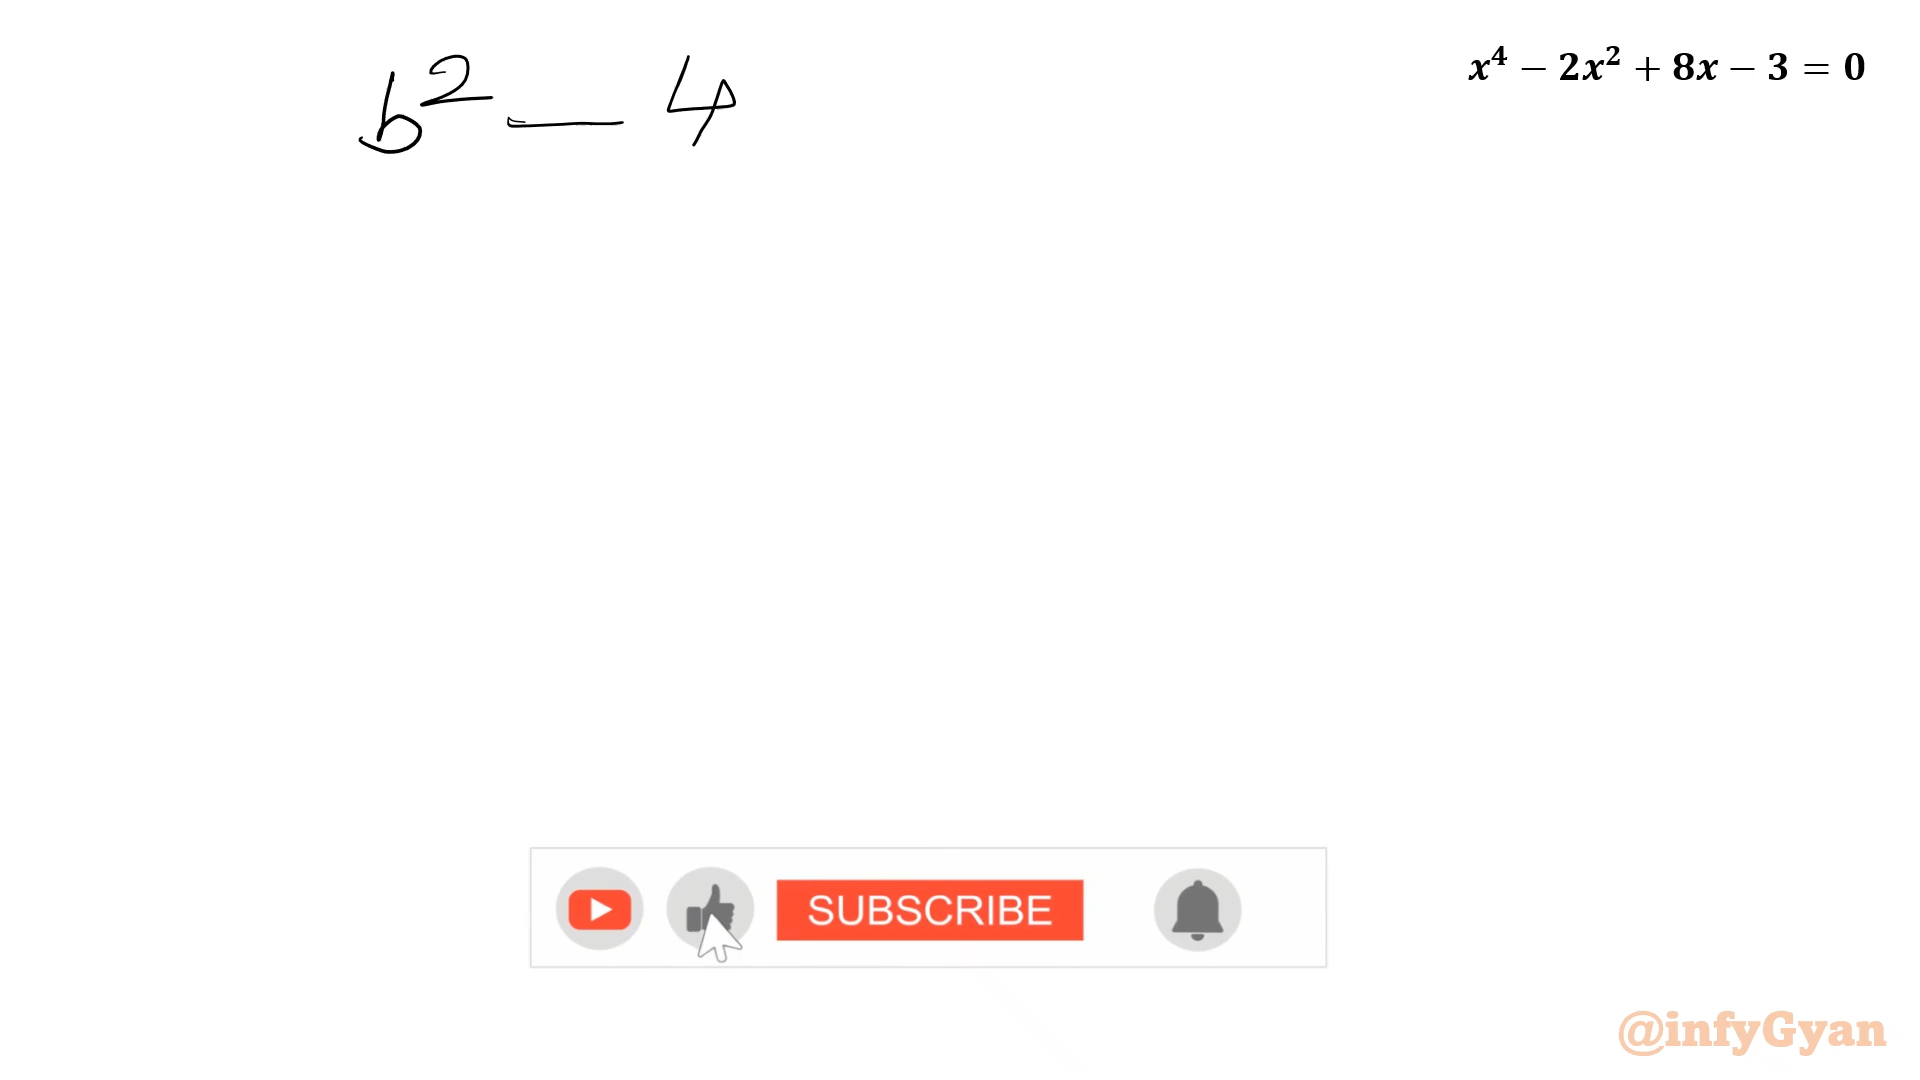 b² — 4
x⁴ − 2x² + 8x − 3 = 0
SUBSCRIBE
@infyGyan